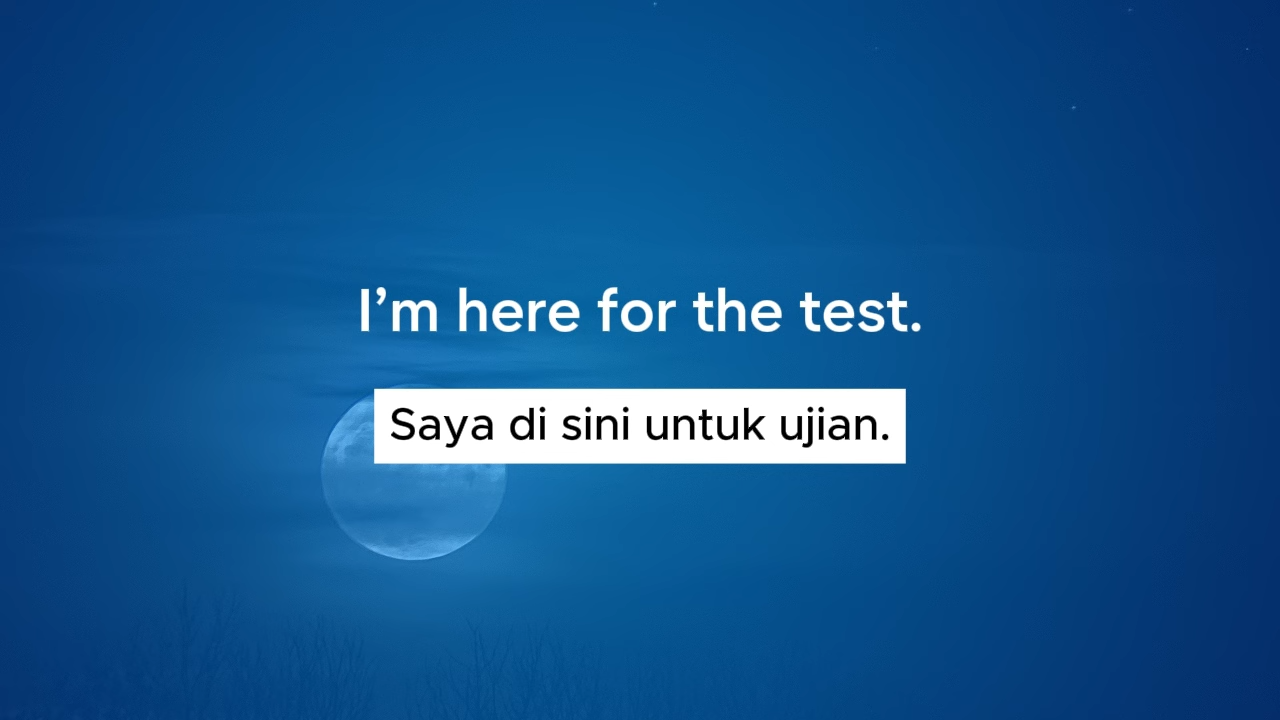 I’m here for the test.
Saya di sini untuk ujian.